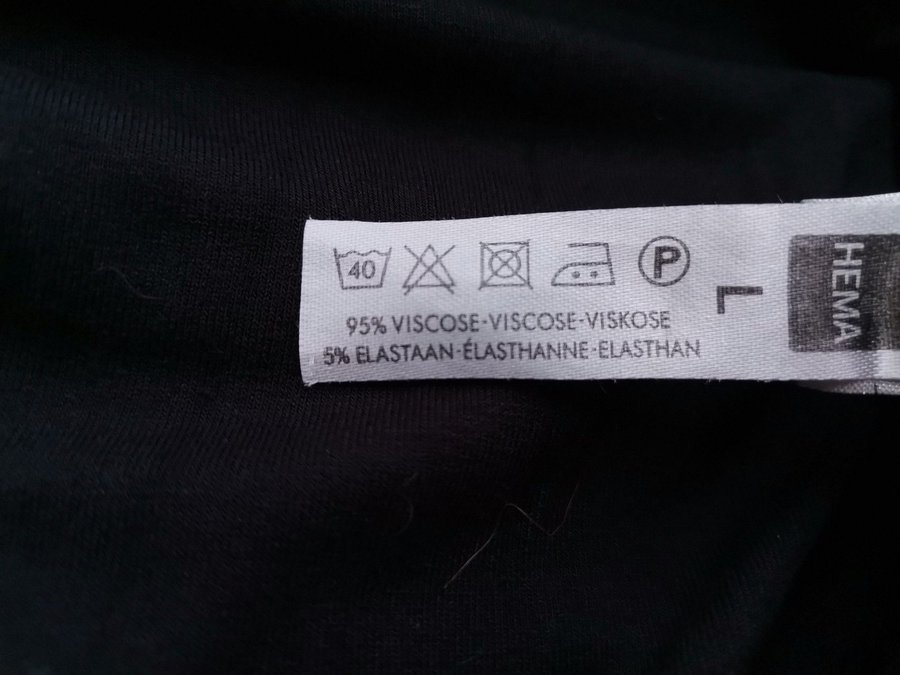 40 P
95% VISCOSE-VISCOSE-VISKOSE
5% ELASTAAN-ÉLASTHANNE-ELASTHAN
L
HEMA